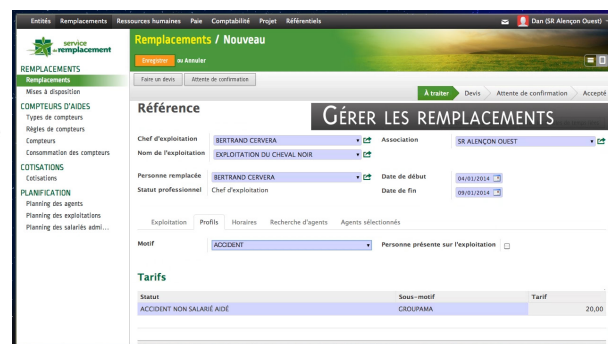 Entités Remplacements Ressources humaines Paie Comptabilité Projet Référentiels Dan (SR Alençon Ouest)
service de remplacement
Remplacements / Nouveau
Enregistrer ou Annuler
REMPLACEMENTS
Remplacements
Mises à disposition
COMPTEURS D'AIDES
Types de compteurs
Règles de compteurs
Compteurs
Consommation des compteurs
COTISATIONS
Cotisations
PLANIFICATION
Planning des agents
Planning des exploitations
Planning des salariés admi...
Faire un devis Attente de confirmation
À traiter Devis Attente de confirmation Accepté
Référence
GÉRER LES REMPLACEMENTS
Chef d'exploitation BERTRAND CERVERA Association SR ALENÇON OUEST
Nom de l'exploitation EXPLOITATION DU CHEVAL NOIR
Personne remplacée BERTRAND CERVERA Date de début 04/01/2014
Statut professionnel Chef d'exploitation Date de fin 09/01/2014
Exploitation Profils Horaires Recherche d'agents Agents sélectionnés
Motif ACCIDENT Personne présente sur l'exploitation
Tarifs
Statut Sous-motif Tarif
ACCIDENT NON SALARIÉ AIDÉ GROUPAMA 20,00